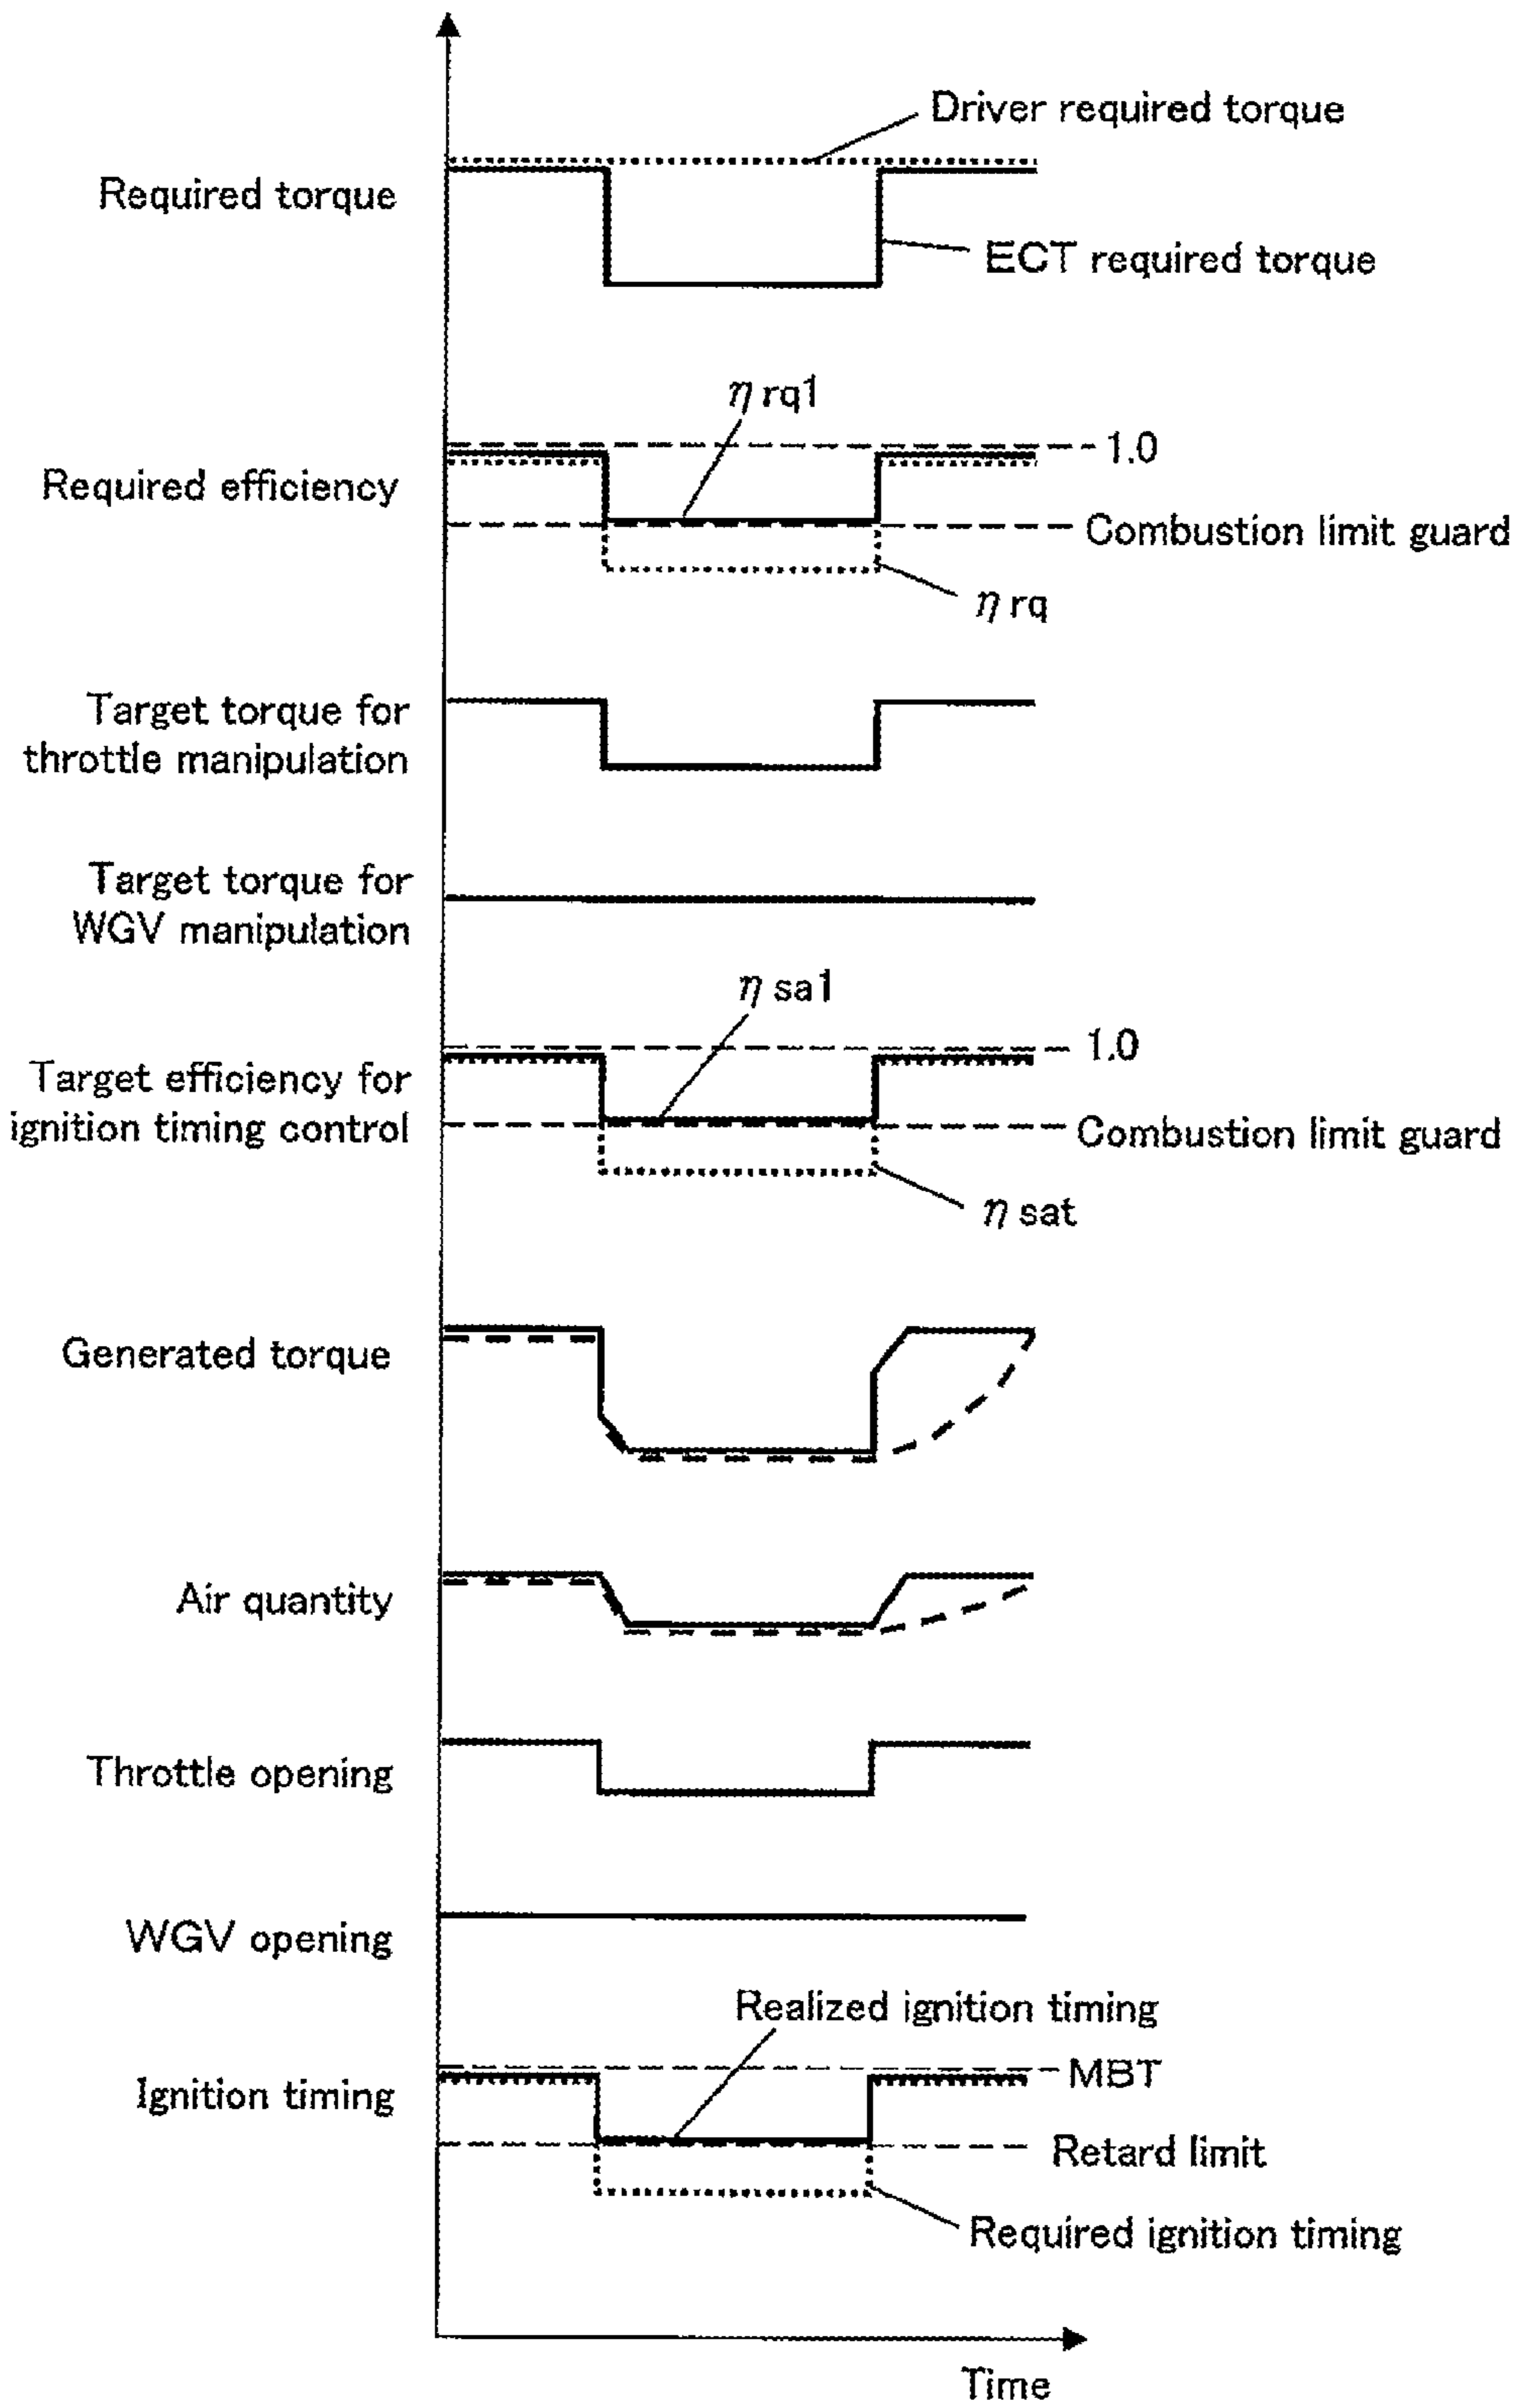 Driver required torque
Required torque
ECT required torque
η rq1
1.0
Required efficiency
Combustion limit guard
η rq
Target torque for
throttle manipulation
Target torque for
WGV manipulation
η sa1
1.0
Target efficiency for
ignition timing control
Combustion limit guard
η sat
Generated torque
Air quantity
Throttle opening
WGV opening
Realized ignition timing
MBT
Ignition timing
Retard limit
Required ignition timing
Time